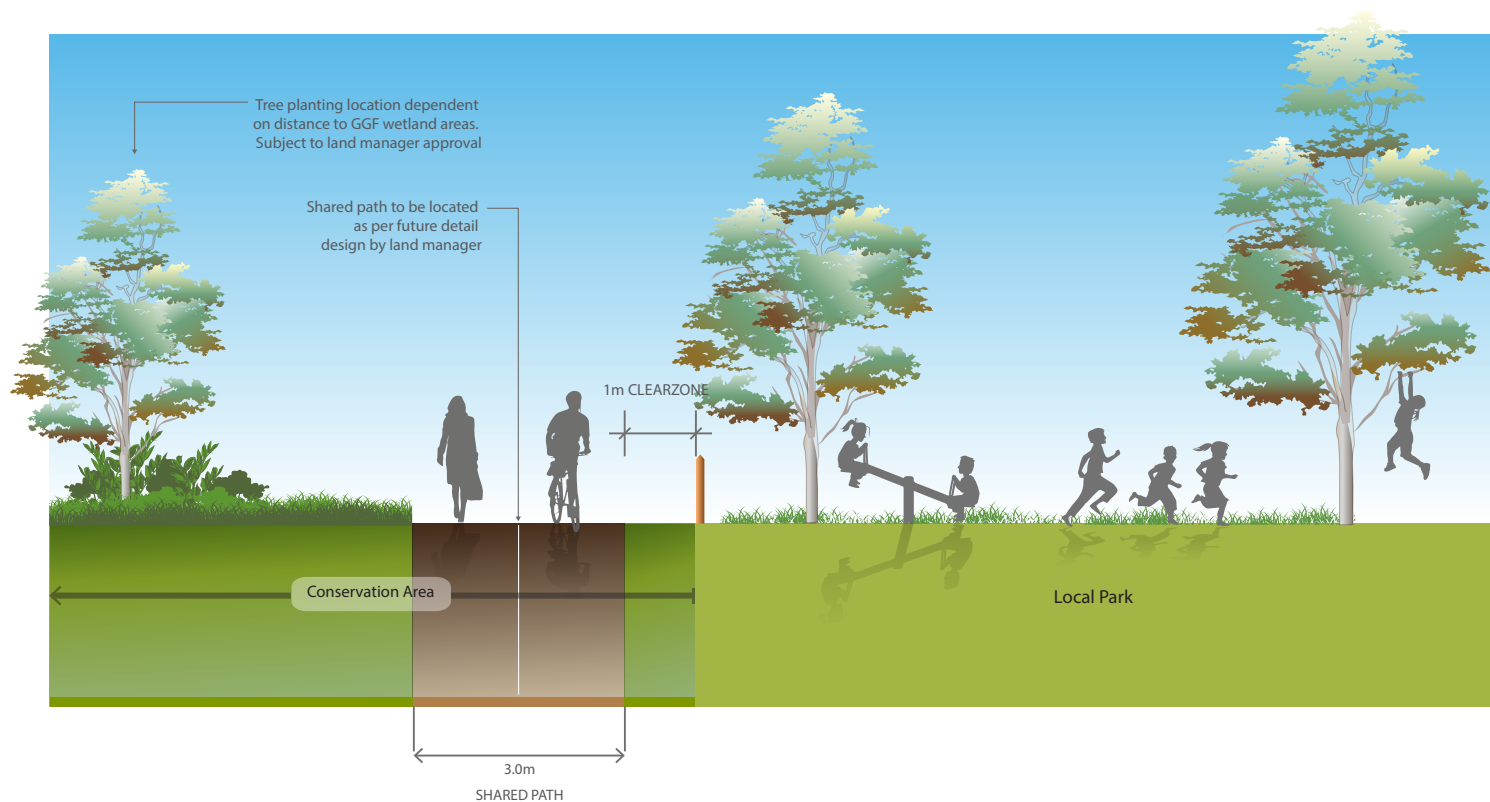 Tree planting location dependent
on distance to GGF wetland areas.
Subject to land manager approval
Shared path to be located
as per future detail
design by land manager
1m CLEARZONE
Conservation Area
Local Park
3.0m
SHARED PATH